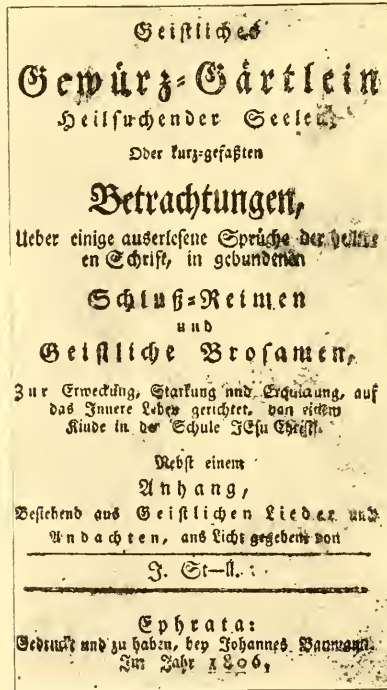 Geistliches
Gewürz-Gärtlein
Heilsuchender Seelen,
Oder kurz-gefaßten
Betrachtungen,
Ueber einige auserlesene Sprüche der
en Schrift, in gebundenen
Schluß-Reimen
und
Geistliche Brosamen,
Zur Erweckung, Starkung und Erquickung, auf
das Innere Leben gerichtet, von einem
Kinde in der Schule JEsu Christi.
Nebst einem
Anhang,
Bestehend aus Geistlichen Lieder und
Andachten, ans Licht gegeben von
J. St—ll.
Ephrata:
Gedruckt und zu haben, bey Johannes Baumann.
Im Jahr 1806,